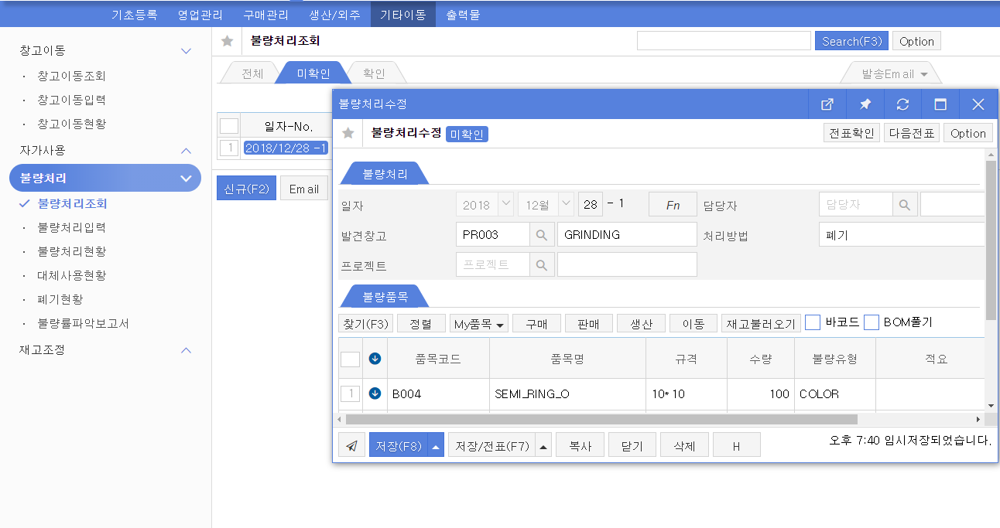 기초등록 영업관리 구매관리 생산/외주 기타이동 출력물
창고이동
· 창고이동조회
· 창고이동입력
· 창고이동현황
자가사용
불량처리
불량처리조회
· 불량처리입력
· 불량처리현황
· 대체사용현황
· 폐기현황
· 불량률파악보고서
재고조정
불량처리조회 Search(F3) Option
전체 미확인 확인 발송Email
일자-No.
1 2018/12/28 -1
신규(F2) Email
불량처리수정
불량처리수정 미확인 전표확인 다음전표 Option
불량처리
일자 2018 12월 28 - 1 Fn 담당자 담당자
발견창고 PR003 GRINDING 처리방법 폐기
프로젝트 프로젝트
불량품목
찾기(F3) 정렬 My품목 구매 판매 생산 이동 재고불러오기 바코드 BOM풀기
품목코드 품목명 규격 수량 불량유형 적요
1 B004 SEMI_RING_O 10*10 100 COLOR
저장(F8) 저장/전표(F7) 복사 닫기 삭제 H 오후 7:40 임시저장되었습니다.